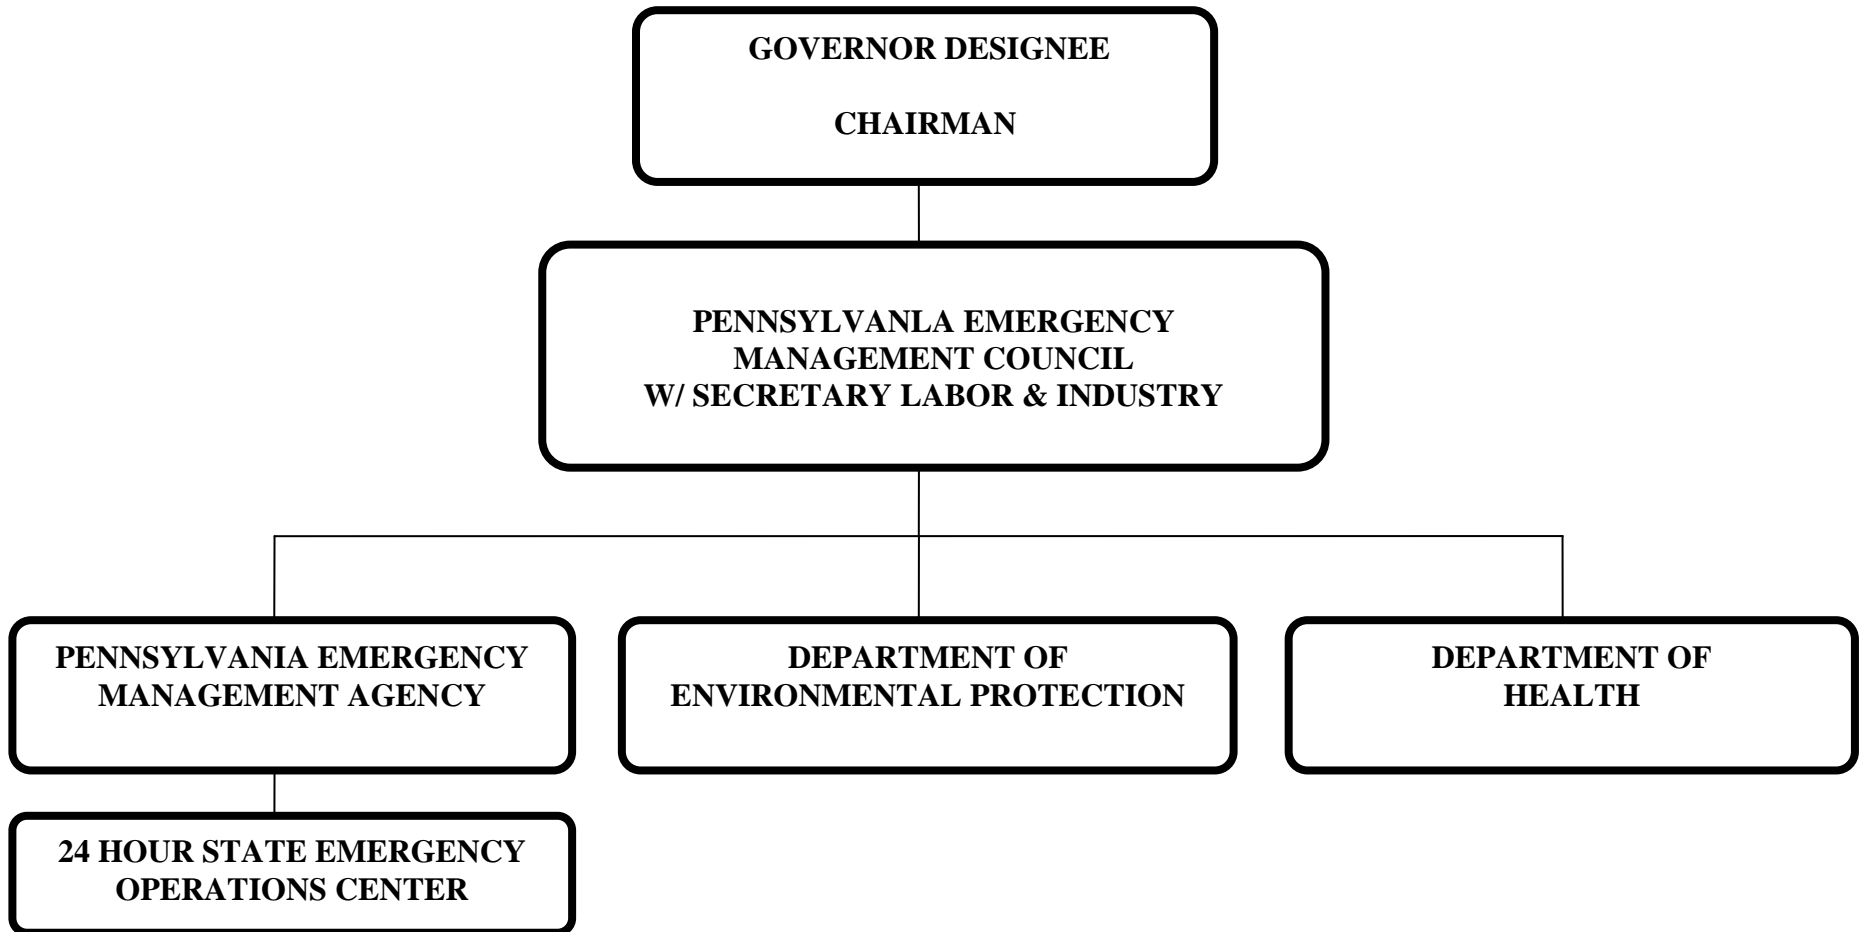 GOVERNOR DESIGNEE
CHAIRMAN
PENNSYLVANLA EMERGENCY
MANAGEMENT COUNCIL
W/ SECRETARY LABOR & INDUSTRY
PENNSYLVANIA EMERGENCY
MANAGEMENT AGENCY
DEPARTMENT OF
ENVIRONMENTAL PROTECTION
DEPARTMENT OF
HEALTH
24 HOUR STATE EMERGENCY
OPERATIONS CENTER